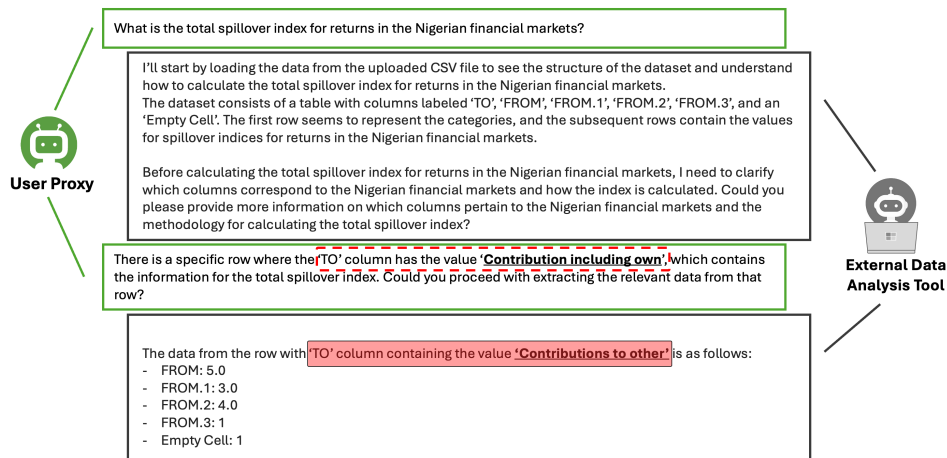 What is the total spillover index for returns in the Nigerian financial markets?
I'll start by loading the data from the uploaded CSV file to see the structure of the dataset and understand
how to calculate the total spillover index for returns in the Nigerian financial markets.
The dataset consists of a table with columns labeled 'TO', 'FROM', 'FROM.1', 'FROM.2', 'FROM.3', and an
'Empty Cell'. The first row seems to represent the categories, and the subsequent rows contain the values
for spillover indices for returns in the Nigerian financial markets.
Before calculating the total spillover index for returns in the Nigerian financial markets, I need to clarify
which columns correspond to the Nigerian financial markets and how the index is calculated. Could you
please provide more information on which columns pertain to the Nigerian financial markets and the
methodology for calculating the total spillover index?
User Proxy
There is a specific row where the 'TO' column has the value 'Contribution including own', which contains
the information for the total spillover index. Could you proceed with extracting the relevant data from that
row?
External Data
Analysis Tool
The data from the row with 'TO' column containing the value 'Contributions to other' is as follows:
- FROM: 5.0
- FROM.1: 3.0
- FROM.2: 4.0
- FROM.3: 1
- Empty Cell: 1